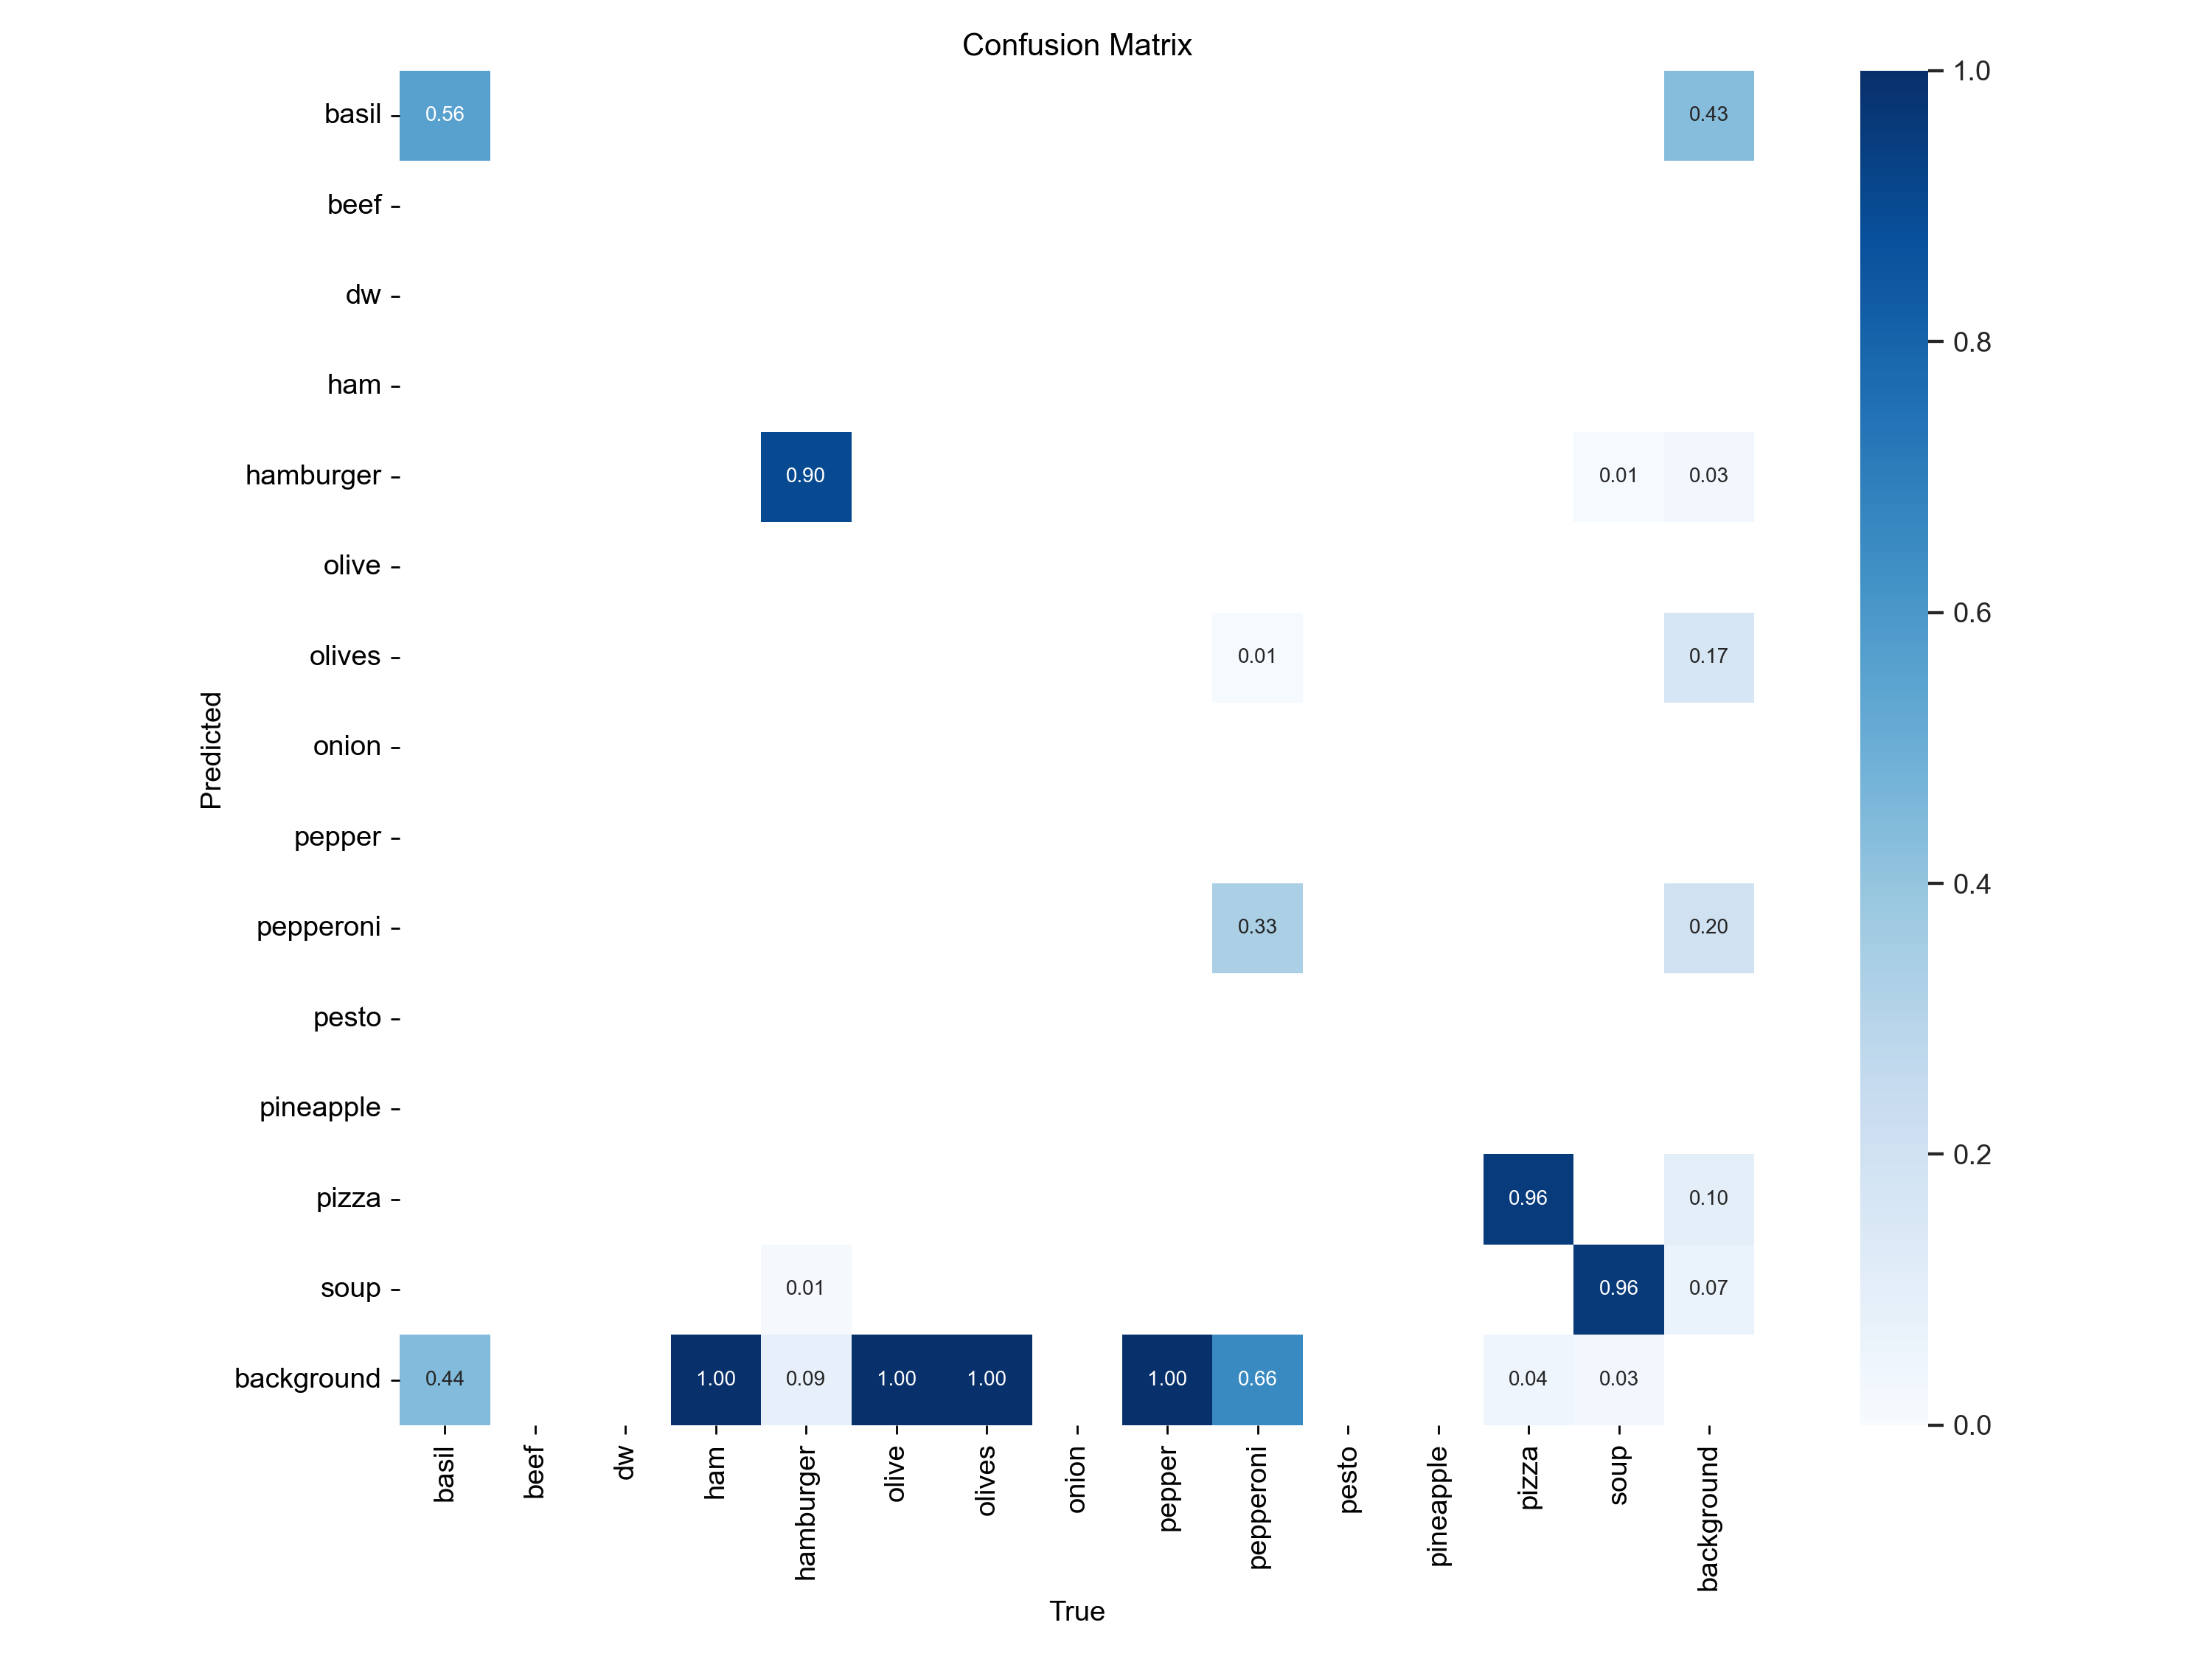 Confusion Matrix
basil 0.56 0.43
beef
dw
ham
hamburger 0.90 0.01 0.03
olive
olives 0.01 0.17
onion
pepper
pepperoni 0.33 0.20
pesto
pineapple
pizza 0.96 0.10
soup 0.01 0.96 0.07
background 0.44 1.00 0.09 1.00 1.00 1.00 0.66 0.04 0.03
Predicted
basil beef dw ham hamburger olive olives onion pepper pepperoni pesto pineapple pizza soup background
True
1.0
0.8
0.6
0.4
0.2
0.0